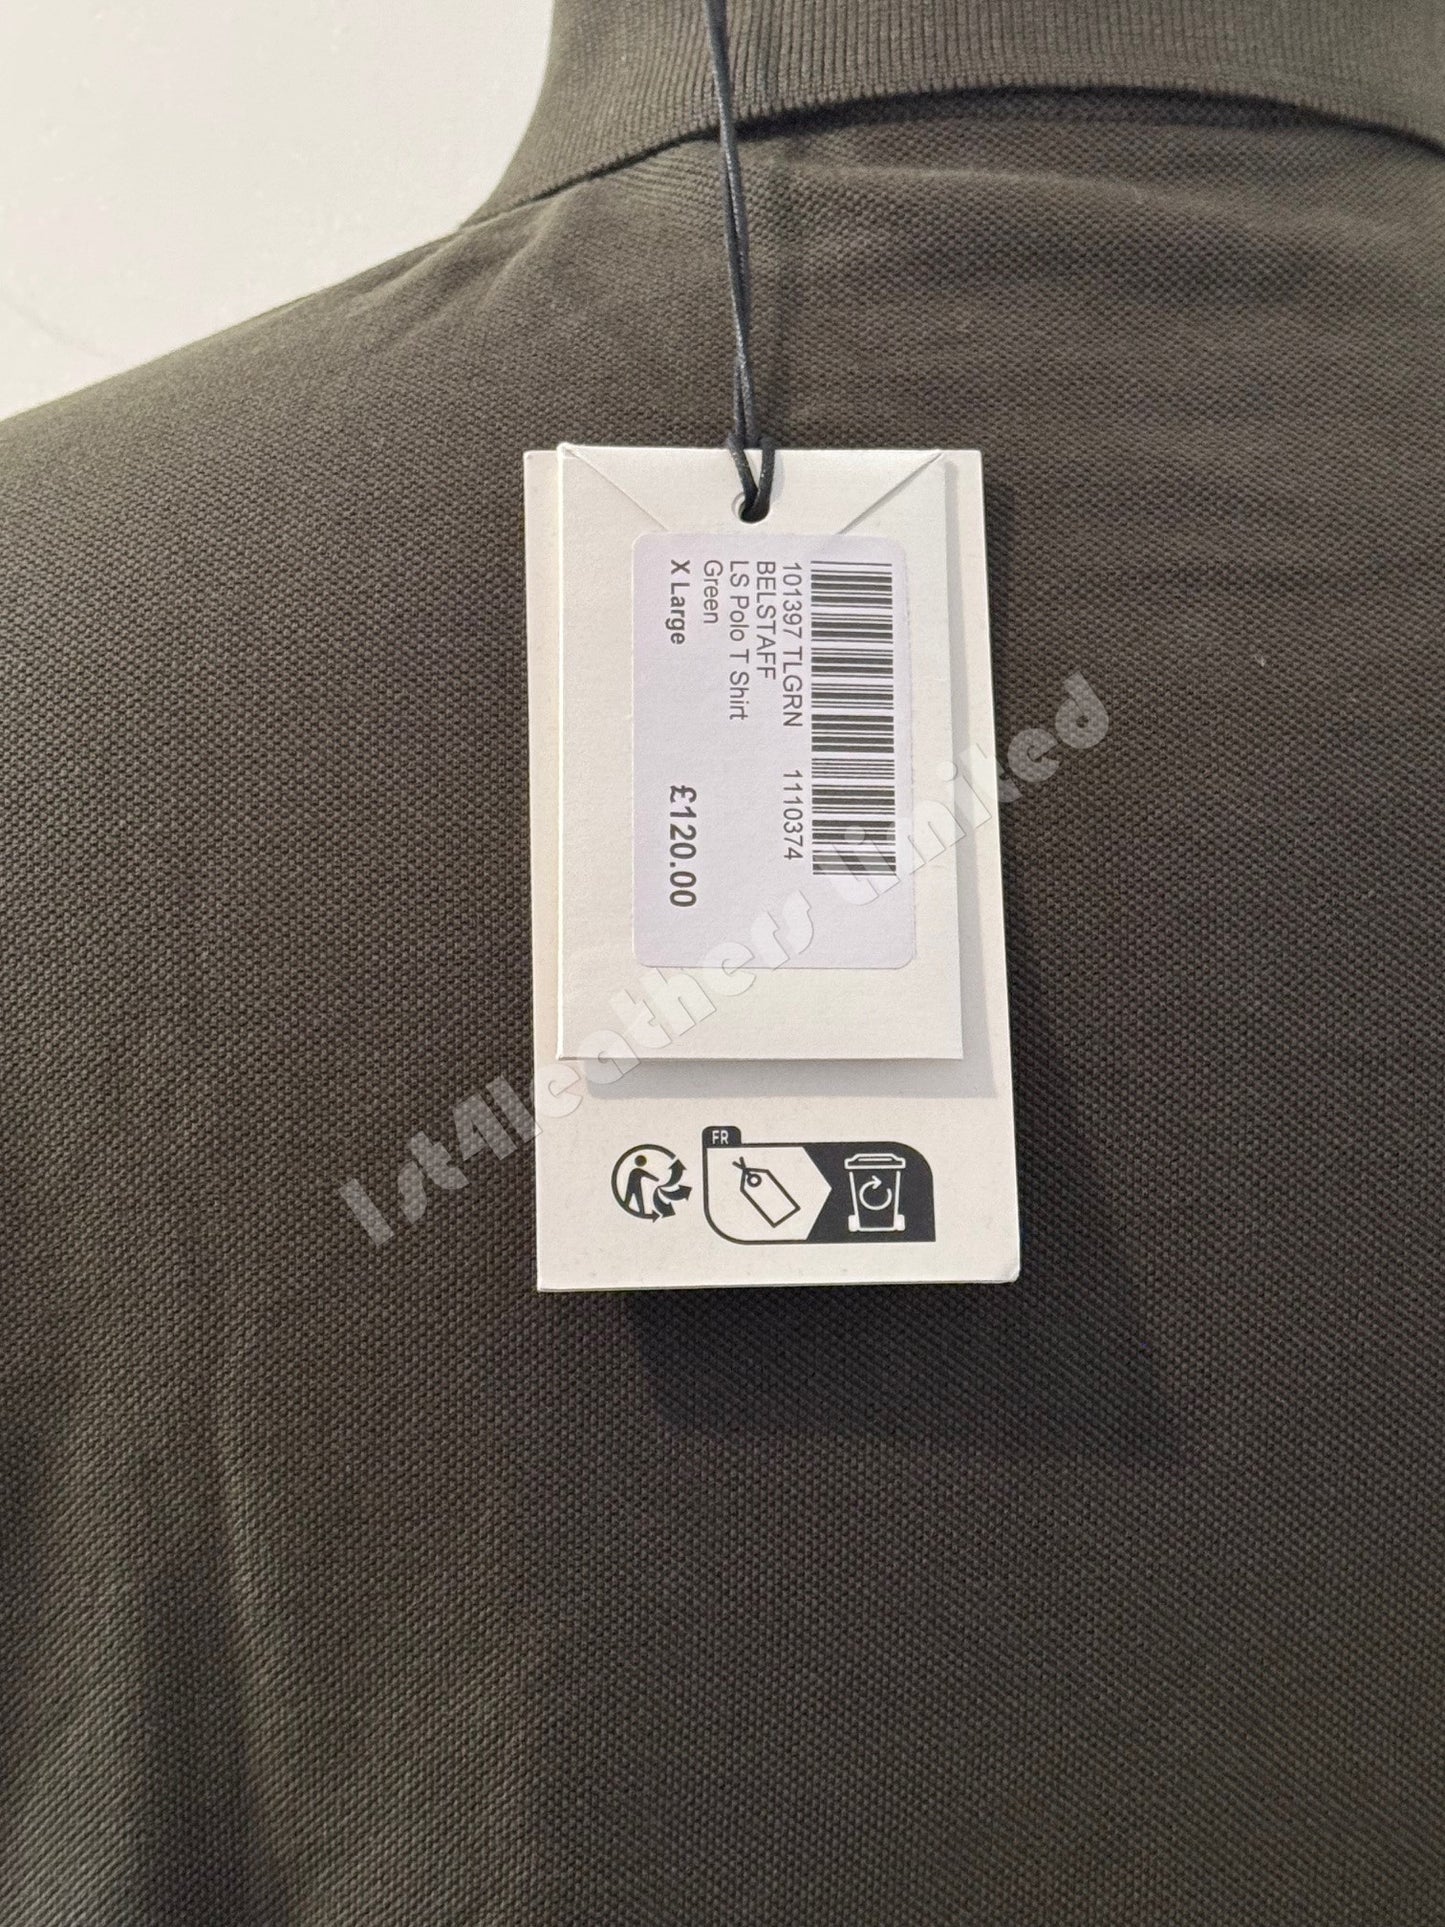 101397 TLGRN 1110374
BELSTAFF
LS Polo T Shirt
Green
X Large £120.00
FR
1st4leathers limited